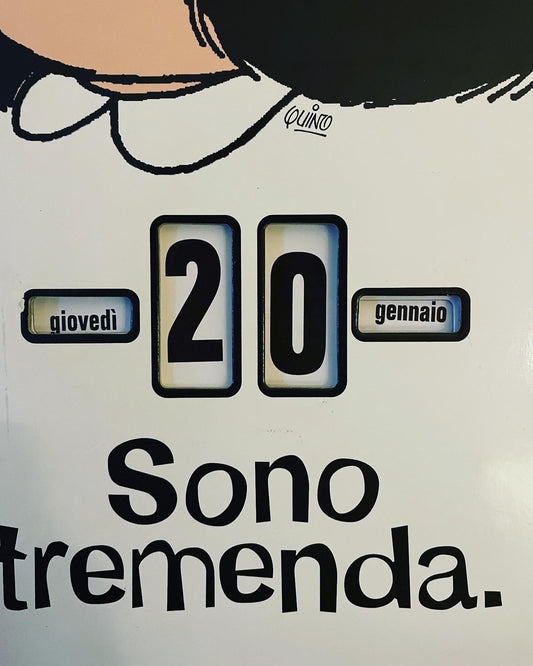 QUINO
giovedì 20 gennaio
Sono
tremenda.